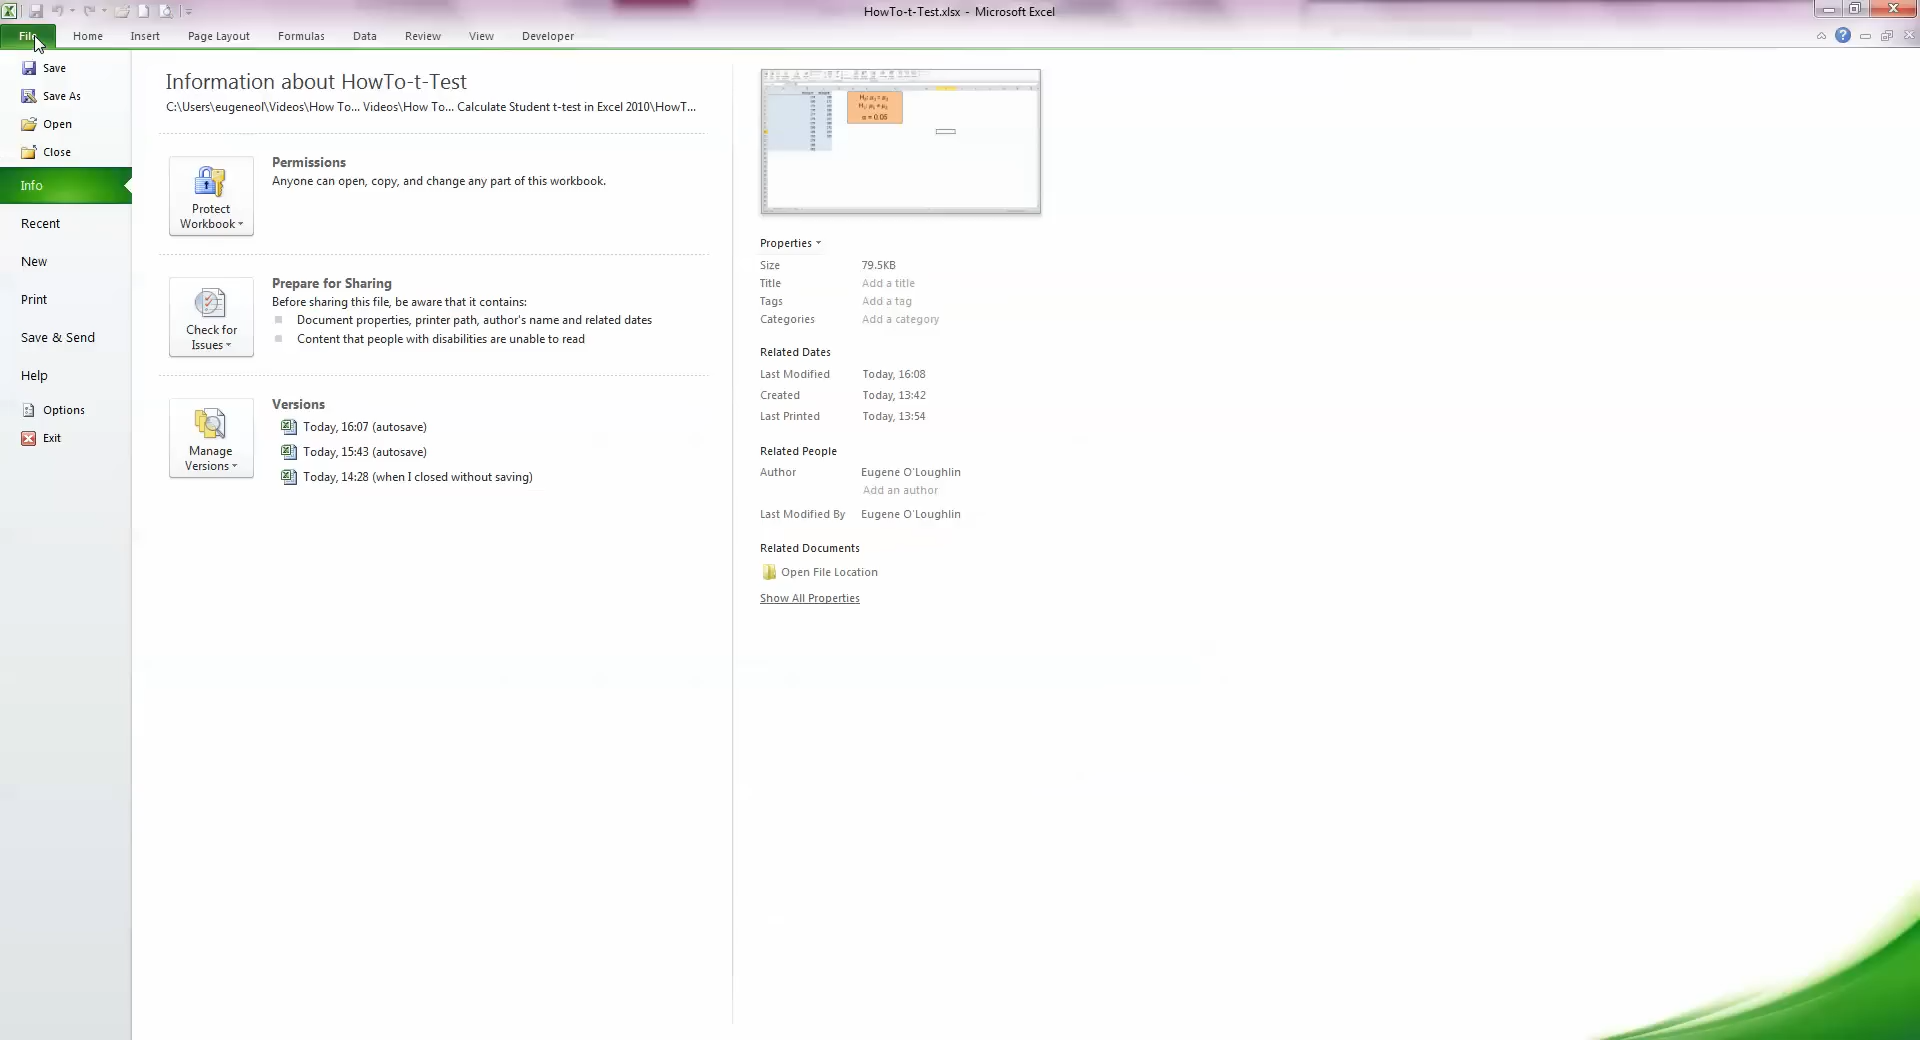 HowTo-t-Test.xlsx - Microsoft Excel
File Home Insert Page Layout Formulas Data Review View Developer
Save
Save As
Open
Close
Info
Recent
New
Print
Save & Send
Help
Options
Exit
Information about HowTo-t-Test
C:\Users\eugeneol\Videos\How To... Videos\How To... Calculate Student t-test in Excel 2010\HowT...
Protect
Workbook
Permissions
Anyone can open, copy, and change any part of this workbook.
Check for
Issues
Prepare for Sharing
Before sharing this file, be aware that it contains:
Document properties, printer path, author's name and related dates
Content that people with disabilities are unable to read
Manage
Versions
Versions
Today, 16:07 (autosave)
Today, 15:43 (autosave)
Today, 14:28 (when I closed without saving)
α = 0.05
Properties
Size 79.5KB
Title Add a title
Tags Add a tag
Categories Add a category
Related Dates
Last Modified Today, 16:08
Created Today, 13:42
Last Printed Today, 13:54
Related People
Author Eugene O'Loughlin
Add an author
Last Modified By Eugene O'Loughlin
Related Documents
Open File Location
Show All Properties